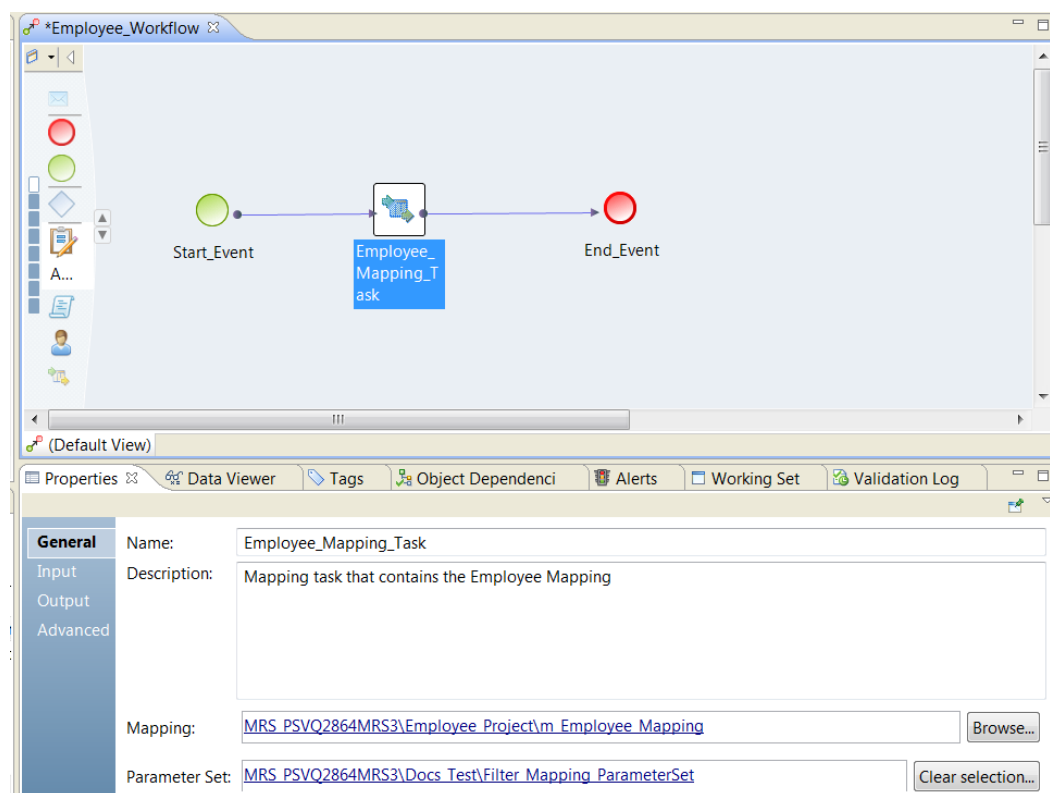 *Employee_Workflow
A...
Start_Event
Employee_
Mapping_T
ask
End_Event
(Default View)
Properties Data Viewer Tags Object Dependenci Alerts Working Set Validation Log
General
Input
Output
Advanced
Name: Employee_Mapping_Task
Description: Mapping task that contains the Employee Mapping
Mapping: MRS_PSVQ2864MRS3\Employee_Project\m_Employee_Mapping Browse...
Parameter Set: MRS_PSVQ2864MRS3\Docs_Test\Filter_Mapping_ParameterSet Clear selection...